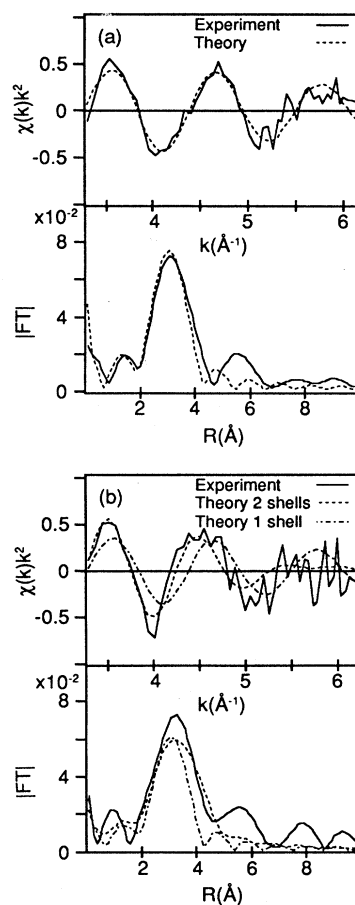 (a)
Experiment
Theory
χ(k)k²
0.5
0
-0.5
4
5
6
k(Å⁻¹)
x10⁻²
8
4
0
|FT|
2
4
6
8
R(Å)
(b)
Experiment
Theory 2 shells
Theory 1 shell
χ(k)k²
0.5
0
-0.5
4
5
6
k(Å⁻¹)
x10⁻²
8
4
0
|FT|
0
2
4
6
8
R(Å)